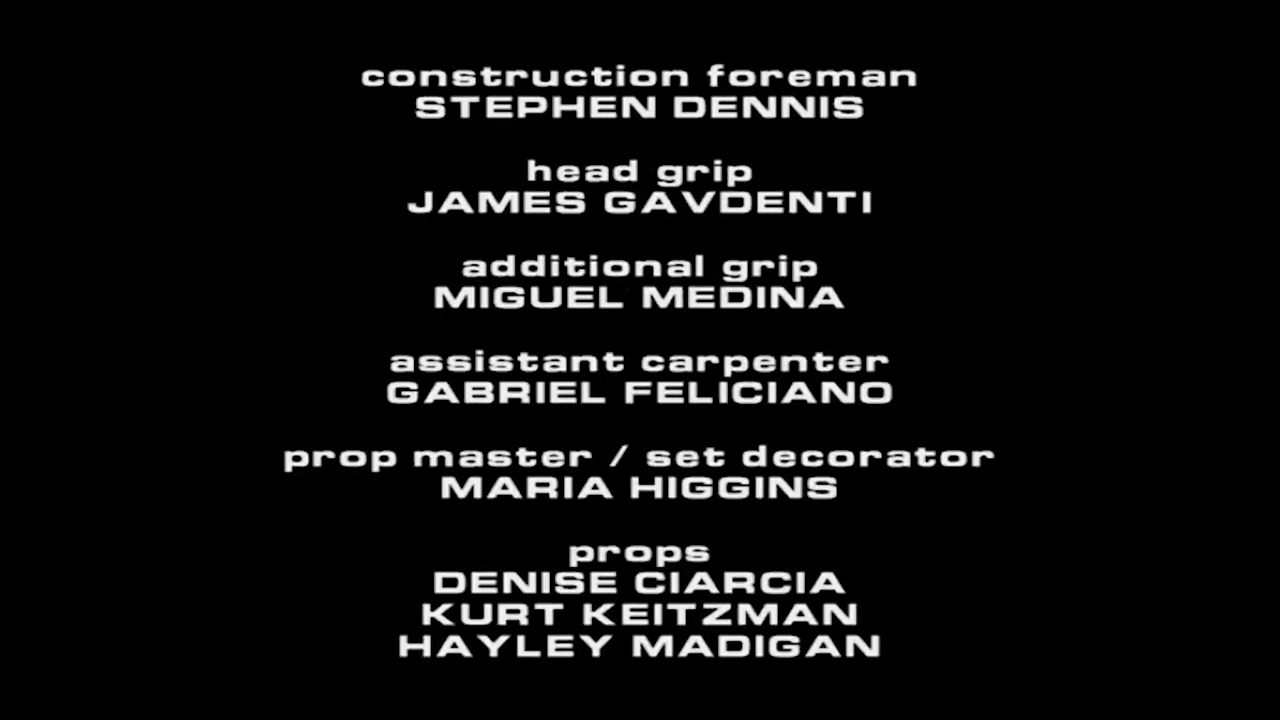 construction foreman
STEPHEN DENNIS
head grip
JAMES GAVDENTI
additional grip
MIGUEL MEDINA
assistant carpenter
GABRIEL FELICIANO
prop master / set decorator
MARIA HIGGINS
props
DENISE CIARCIA
KURT KEITZMAN
HAYLEY MADIGAN